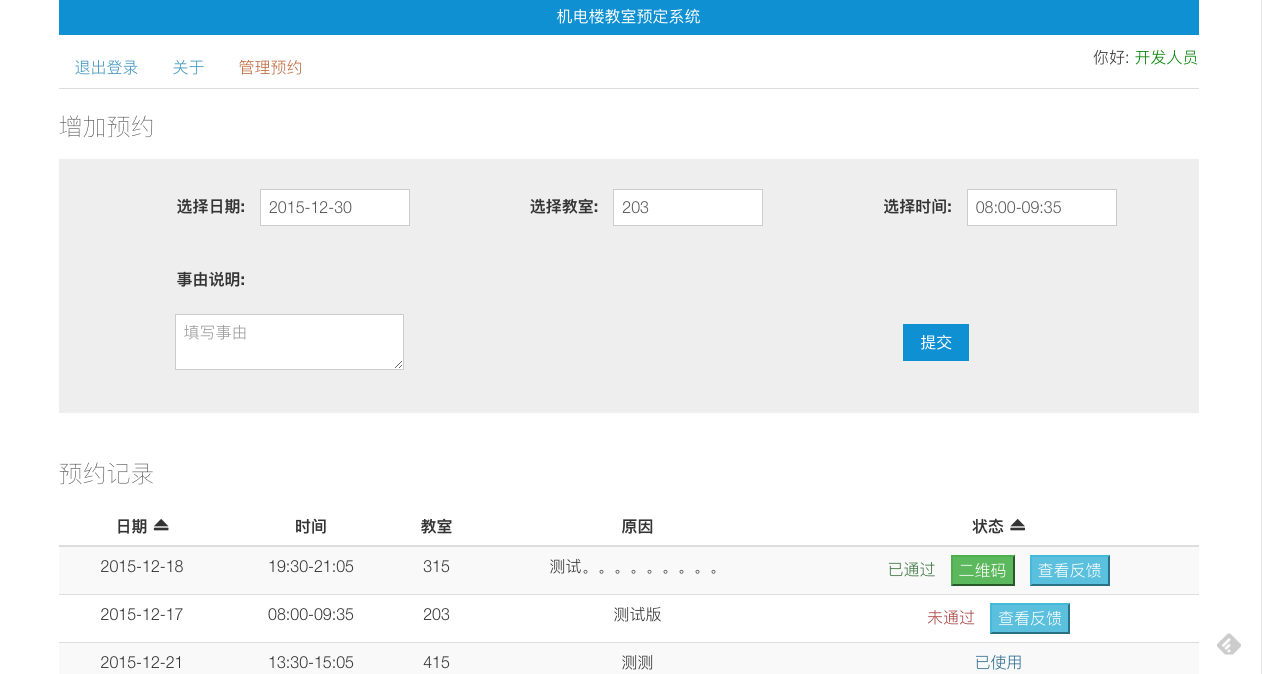 机电楼教室预定系统
退出登录 关于 管理预约 你好: 开发人员
增加预约
选择日期: 2015-12-30 选择教室: 203 选择时间: 08:00-09:35
事由说明:
填写事由 提交
预约记录
日期 时间 教室 原因 状态
2015-12-18 19:30-21:05 315 测试。。。。。。。。。 已通过 二维码 查看反馈
2015-12-17 08:00-09:35 203 测试版 未通过 查看反馈
2015-12-21 13:30-15:05 415 测测 已使用